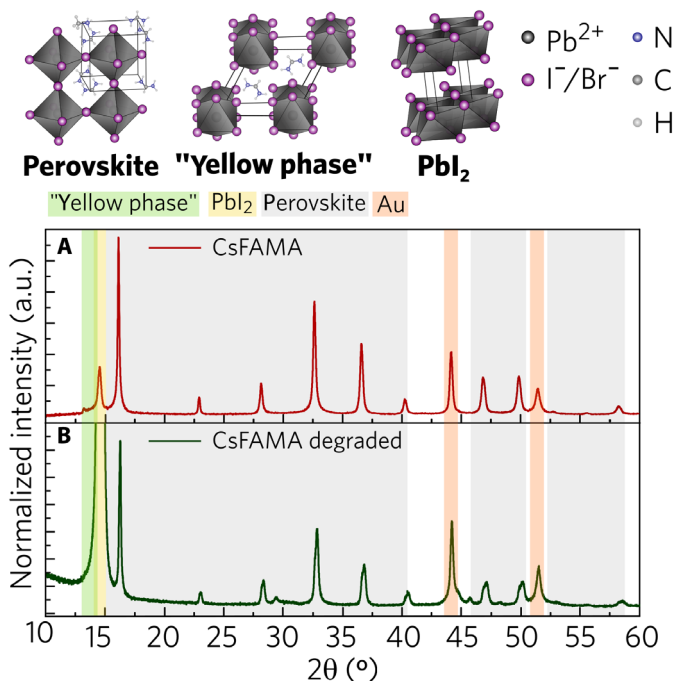 Pb²⁺
I⁻/Br⁻
N
C
H
Perovskite
"Yellow phase"
PbI₂
"Yellow phase"
PbI₂
Perovskite
Au
A
CsFAMA
B
CsFAMA degraded
Normalized intensity (a.u.)
10 15 20 25 30 35 40 45 50 55 60
2θ (º)